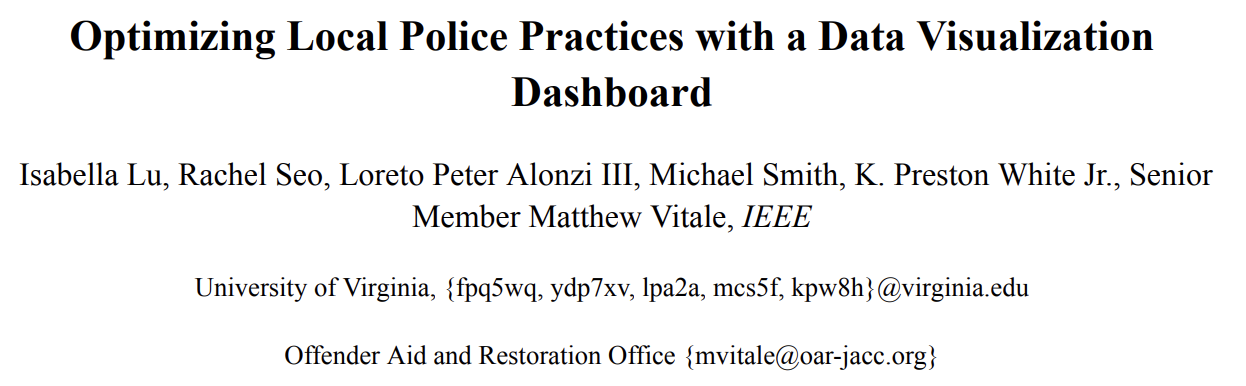 Optimizing Local Police Practices with a Data Visualization
Dashboard
Isabella Lu, Rachel Seo, Loreto Peter Alonzi III, Michael Smith, K. Preston White Jr., Senior
Member Matthew Vitale, IEEE
University of Virginia, {fpq5wq, ydp7xv, lpa2a, mcs5f, kpw8h}@virginia.edu
Offender Aid and Restoration Office {mvitale@oar-jacc.org}